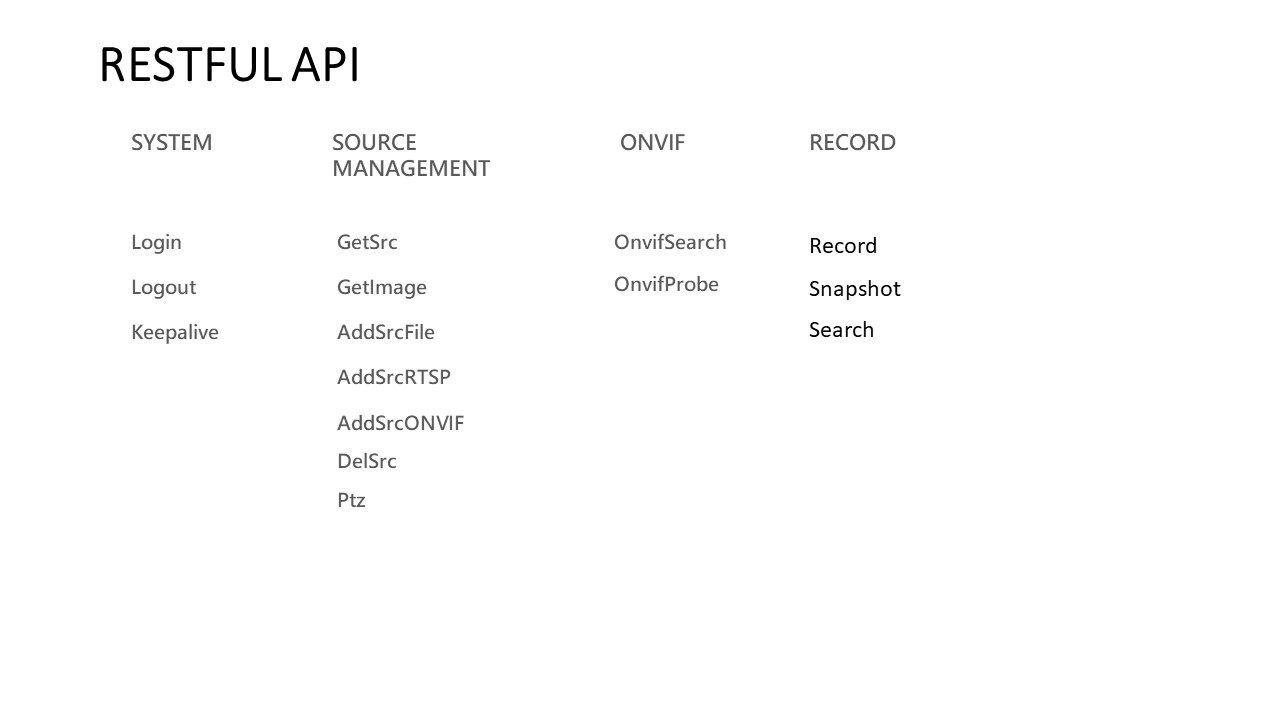 RESTFUL API
SYSTEM
Login
Logout
Keepalive
SOURCE
MANAGEMENT
GetSrc
GetImage
AddSrcFile
AddSrcRTSP
AddSrcONVIF
DelSrc
Ptz
ONVIF
OnvifSearch
OnvifProbe
RECORD
Record
Snapshot
Search